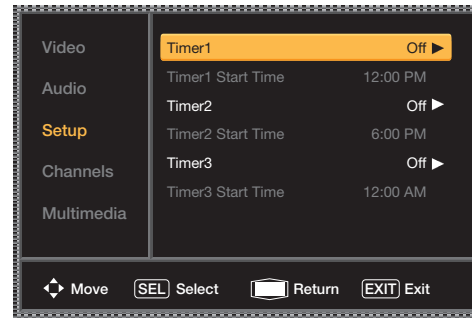 Video
Audio
Setup
Channels
Multimedia
Timer1 Off
Timer1 Start Time 12:00 PM
Timer2 Off
Timer2 Start Time 6:00 PM
Timer3 Off
Timer3 Start Time 12:00 AM
Move SEL Select Return EXIT Exit